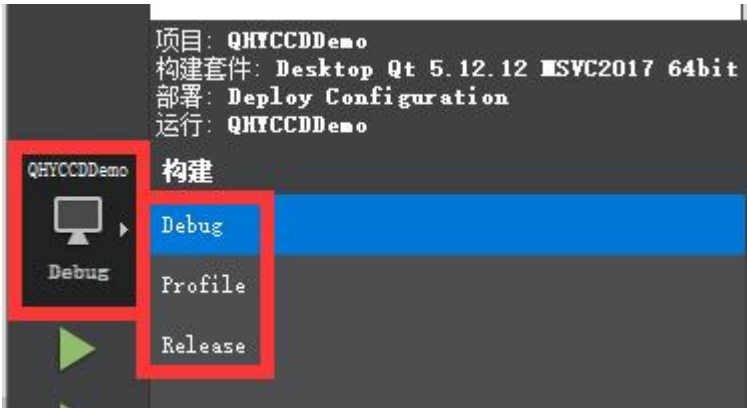 项目: QHYCCDDemo
构建套件: Desktop Qt 5.12.12 MSVC2017 64bit
部署: Deploy Configuration
运行: QHYCCDDemo
QHYCCDDemo
Debug
构建
Debug
Profile
Release